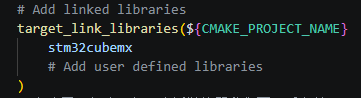 # Add linked libraries
target_link_libraries(${CMAKE_PROJECT_NAME}
    stm32cubemx
    # Add user defined libraries
)